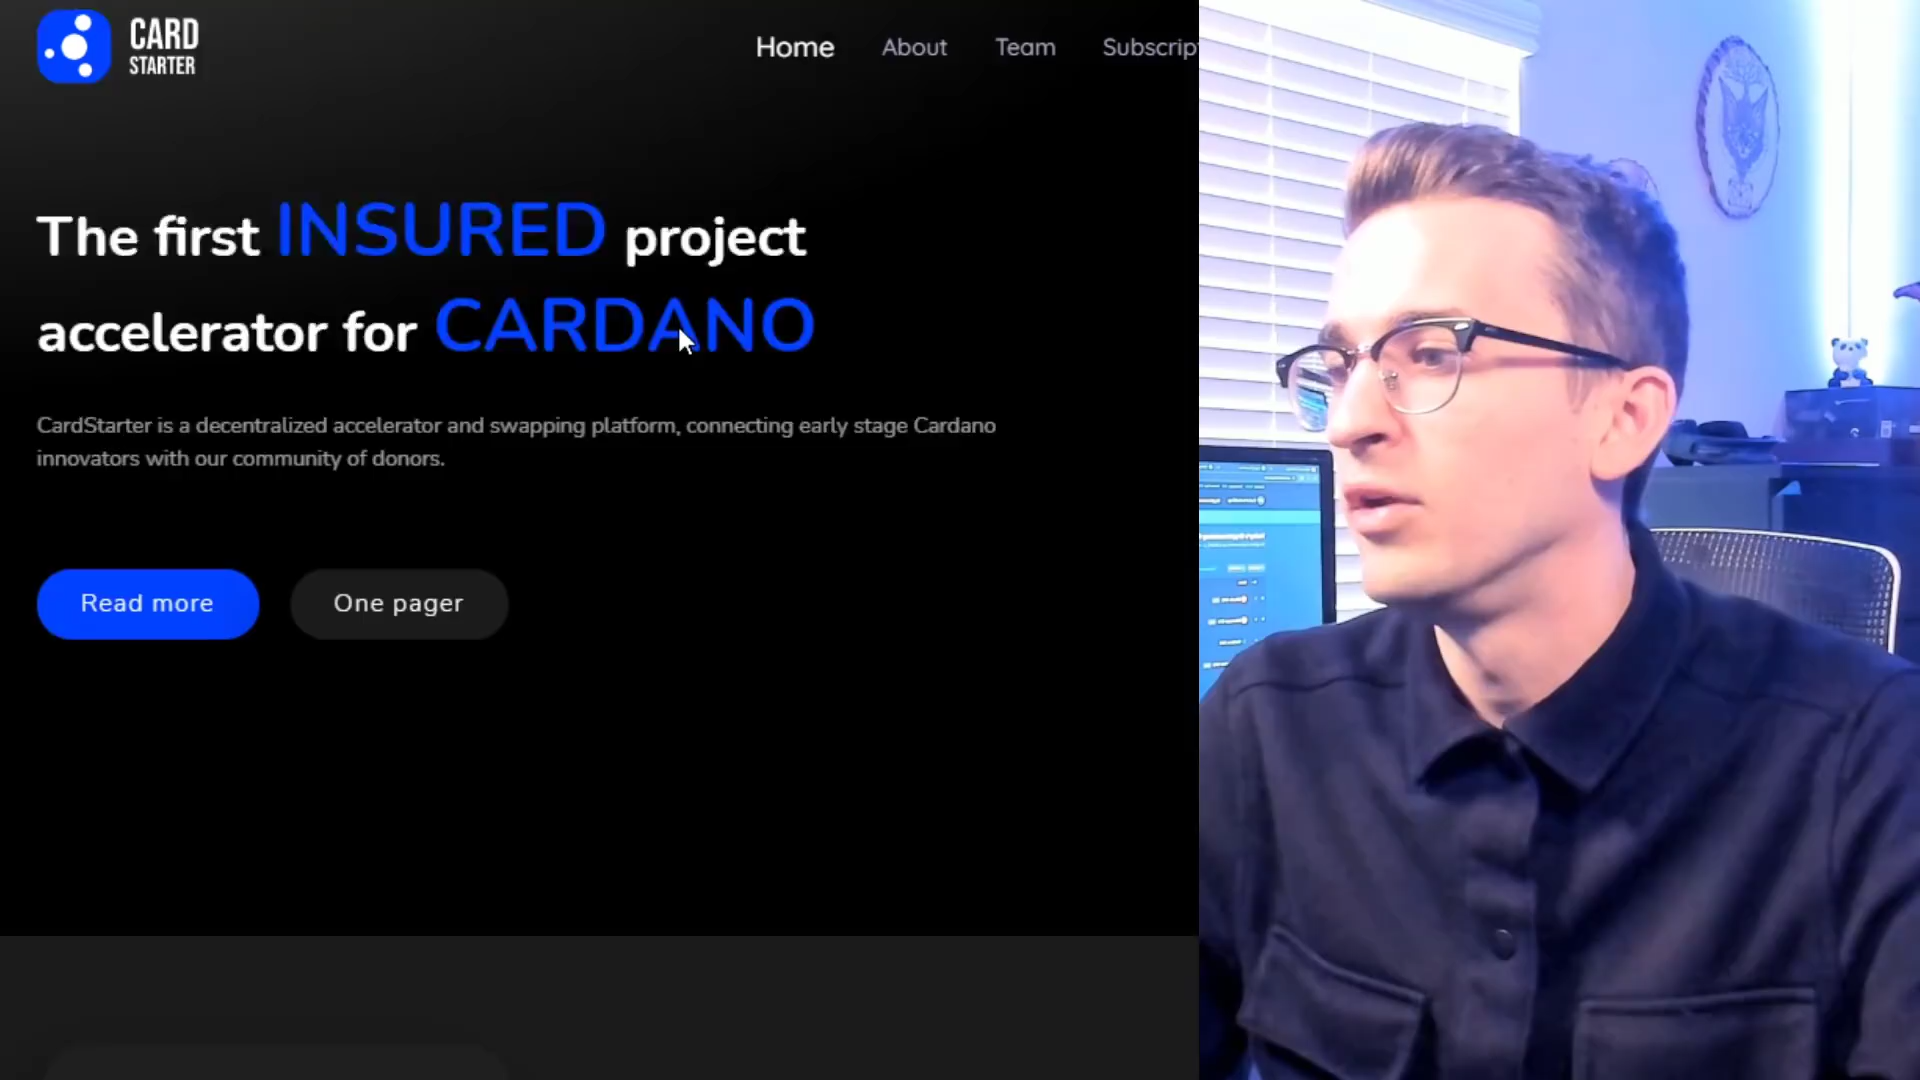 CARD
STARTER
Home About Team Subscrip
The first INSURED project
accelerator for CARDANO
CardStarter is a decentralized accelerator and swapping platform, connecting early stage Cardano
innovators with our community of donors.
Read more One pager